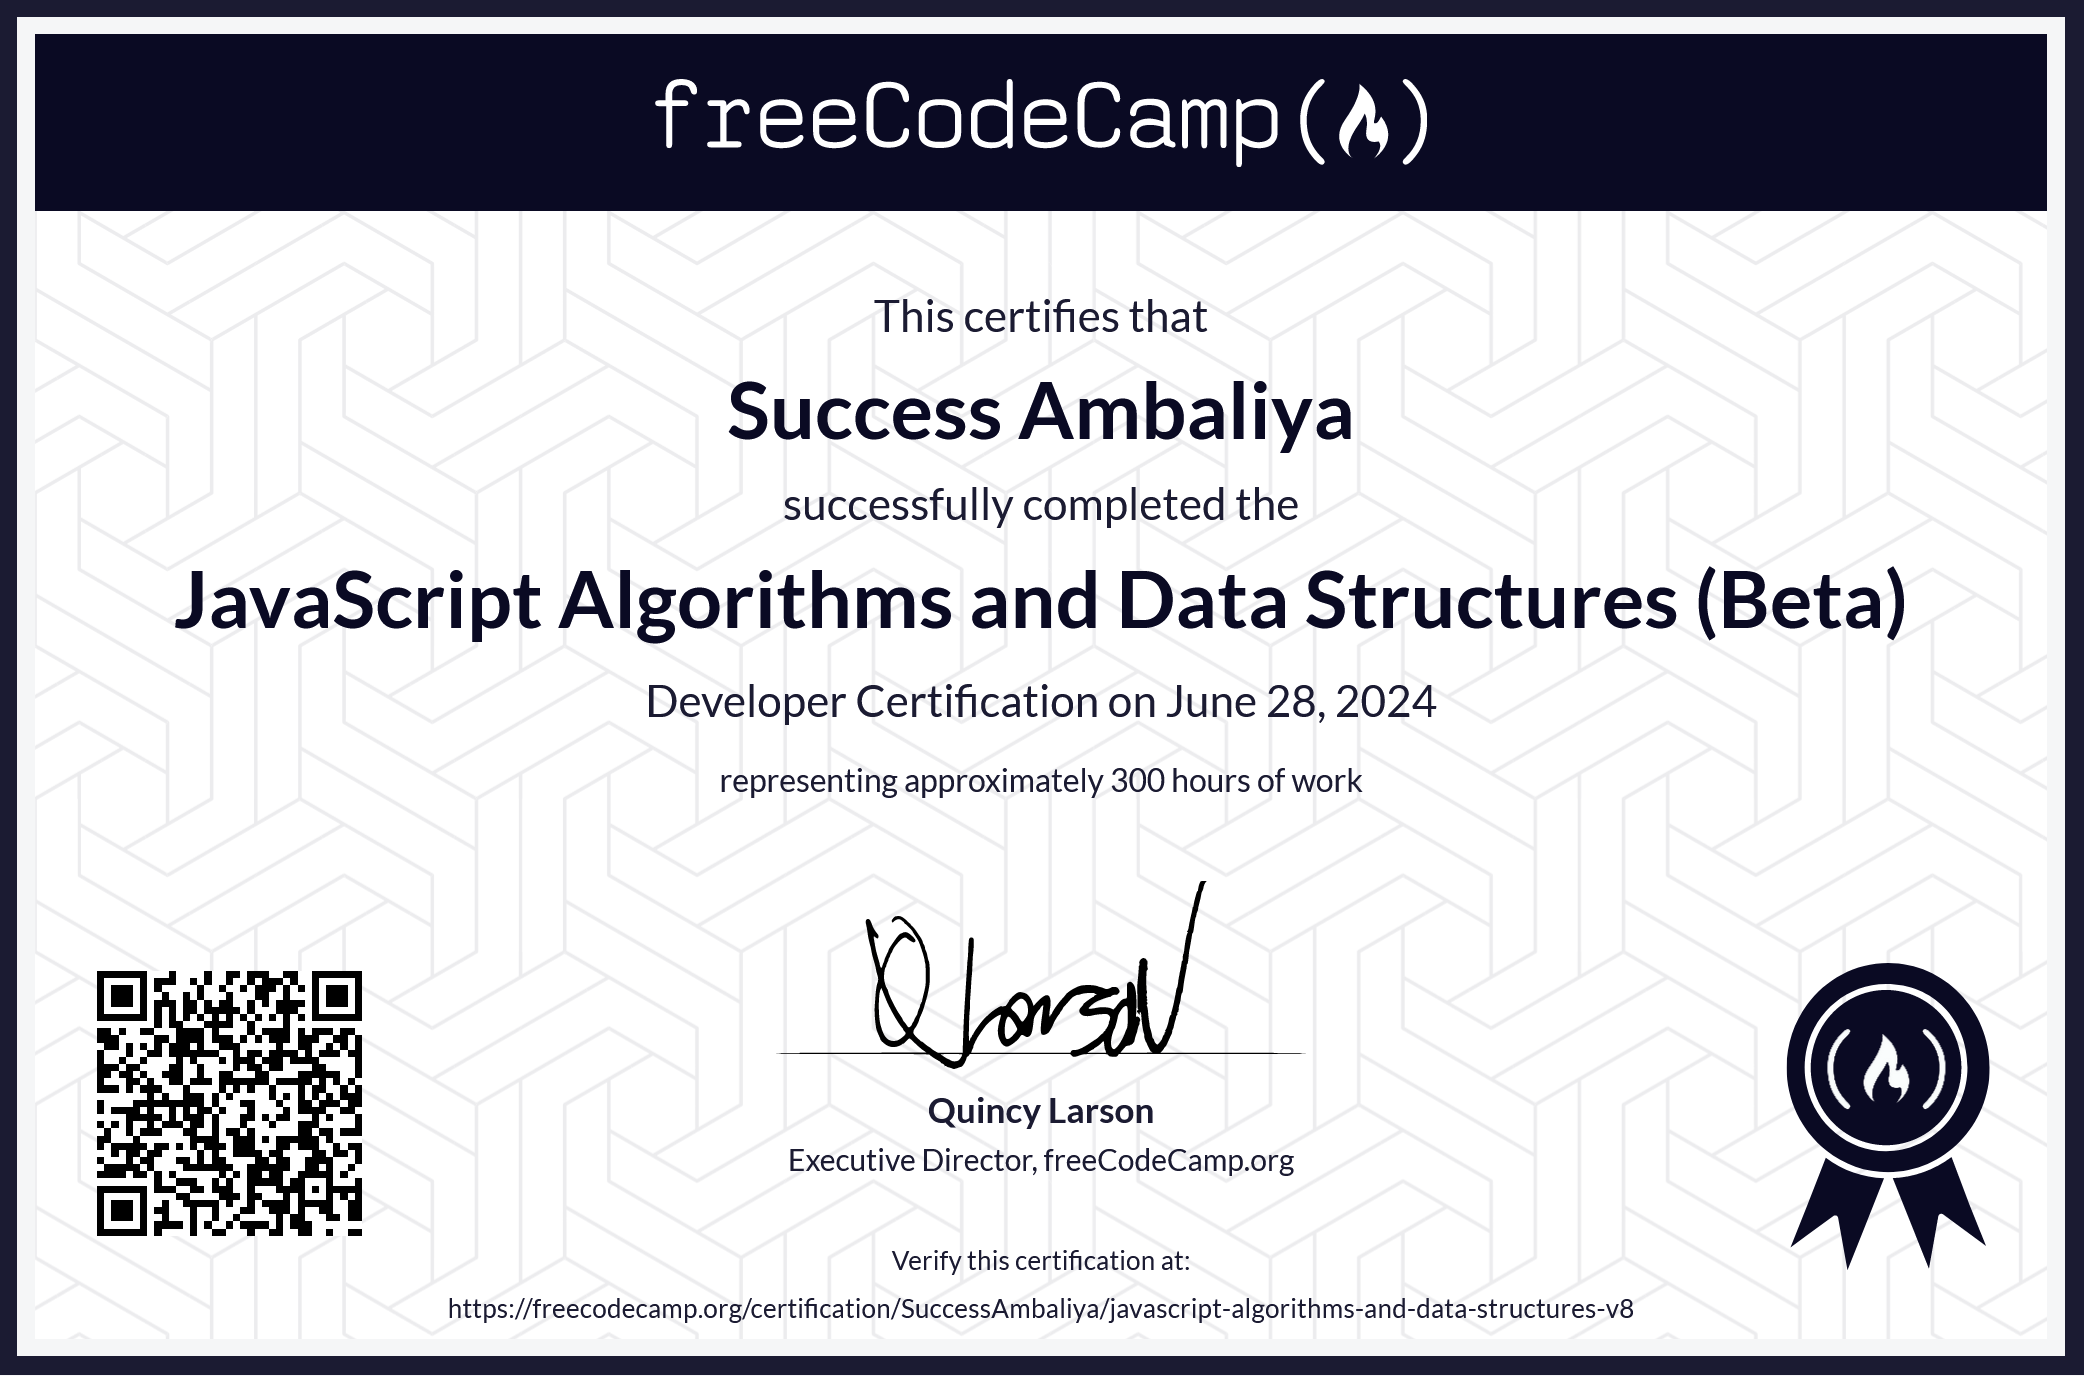 freeCodeCamp
This certifies that
Success Ambaliya
successfully completed the
JavaScript Algorithms and Data Structures (Beta)
Developer Certification on June 28, 2024
representing approximately 300 hours of work
Quincy Larson
Executive Director, freeCodeCamp.org
Verify this certification at:
https://freecodecamp.org/certification/SuccessAmbaliya/javascript-algorithms-and-data-structures-v8